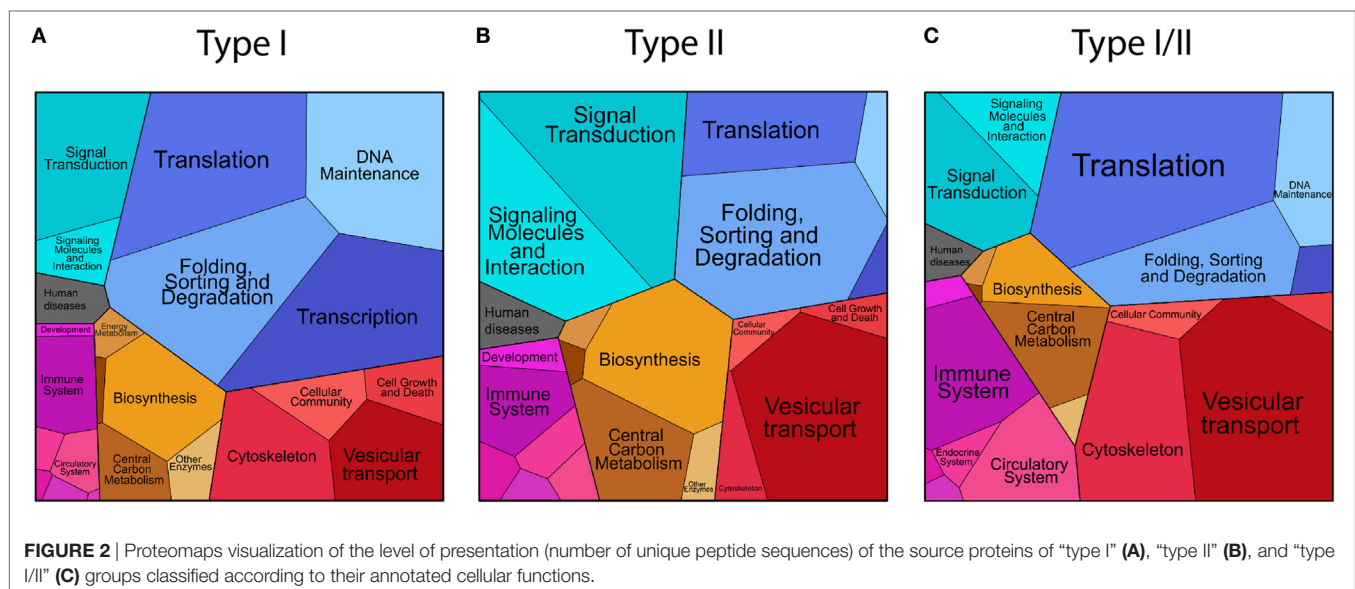 A
Type I
B
Type II
C
Type I/II
Signal
Transduction
Translation
DNA
Maintenance
Signaling
Molecules
and
Interaction
Folding,
Sorting and
Degradation
Human
diseases
Transcription
Development
Energy
Metabolism
Immune
System
Biosynthesis
Cellular
Community
Cell Growth
and Death
Circulatory
System
Central
Carbon
Metabolism
Other
Enzymes
Cytoskeleton
Vesicular
transport
Signal
Transduction
Translation
Signaling
Molecules
and
Interaction
Folding,
Sorting and
Degradation
Human
diseases
Cellular
Community
Cell Growth
and Death
Development
Biosynthesis
Immune
System
Vesicular
transport
Central
Carbon
Metabolism
Other
Enzymes
Cytoskeleton
Signaling
Molecules
and
Interaction
Signal
Transduction
Translation
DNA
Maintenance
Human
diseases
Folding, Sorting
and Degradation
Biosynthesis
Central
Carbon
Metabolism
Cellular Community
Immune
System
Vesicular
transport
Endocrine
System
Circulatory
System
Cytoskeleton
FIGURE 2 | Proteomaps visualization of the level of presentation (number of unique peptide sequences) of the source proteins of “type I” (A), “type II” (B), and “type
I/II” (C) groups classified according to their annotated cellular functions.